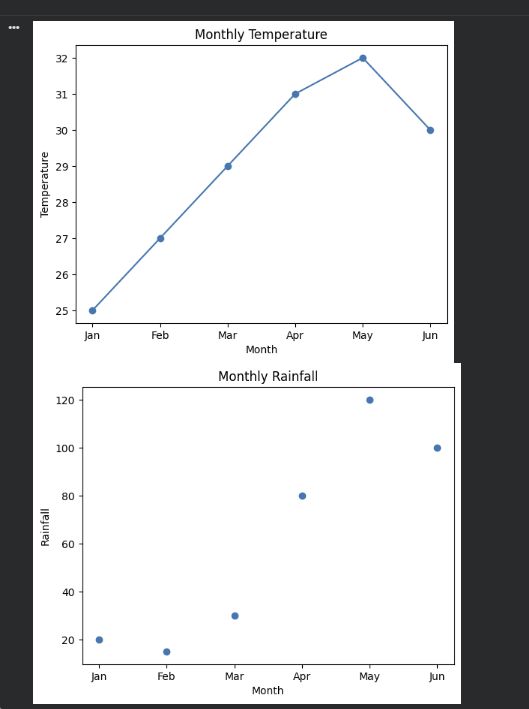 Monthly Temperature
32
31
30
29
28
27
26
25
Temperature
Jan Feb Mar Apr May Jun
Month
Monthly Rainfall
120
100
80
60
40
20
Rainfall
Jan Feb Mar Apr May Jun
Month